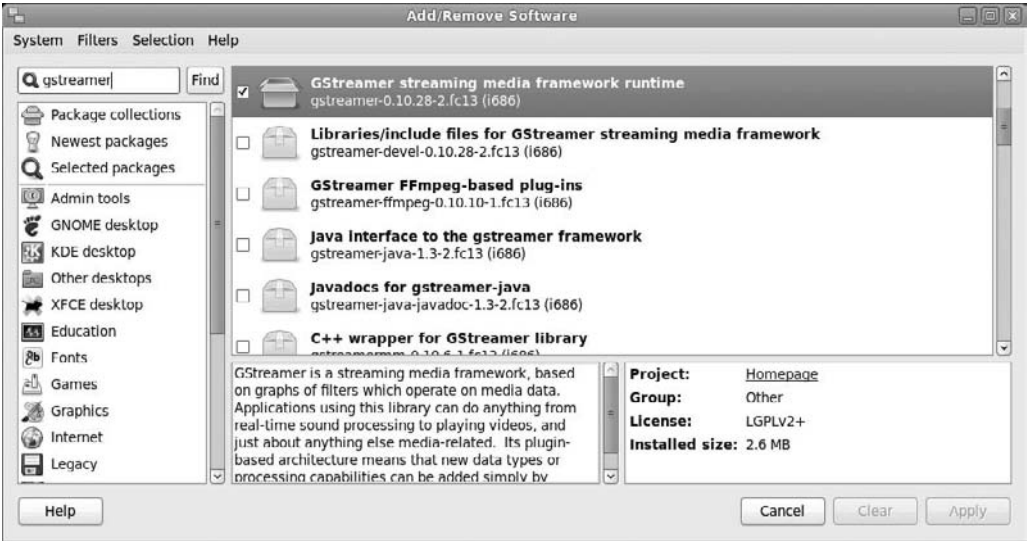 Add/Remove Software
System Filters Selection Help
gstreamer
Find
Package collections
Newest packages
Selected packages
Admin tools
GNOME desktop
KDE desktop
Other desktops
XFCE desktop
Education
Fonts
Games
Graphics
Internet
Legacy
GStreamer streaming media framework runtime
gstreamer-0.10.28-2.fc13 (i686)
Libraries/include files for GStreamer streaming media framework
gstreamer-devel-0.10.28-2.fc13 (i686)
GStreamer FFmpeg-based plug-ins
gstreamer-ffmpeg-0.10.10-1.fc13 (i686)
Java interface to the gstreamer framework
gstreamer-java-1.3-2.fc13 (i686)
Javadocs for gstreamer-java
gstreamer-java-javadoc-1.3-2.fc13 (i686)
C++ wrapper for GStreamer library
GStreamer is a streaming media framework, based
on graphs of filters which operate on media data.
Applications using this library can do anything from
real-time sound processing to playing videos, and
just about anything else media-related. Its plugin-
based architecture means that new data types or
processing capabilities can be added simply by
Project: Homepage
Group: Other
License: LGPLv2+
Installed size: 2.6 MB
Help
Cancel
Clear
Apply